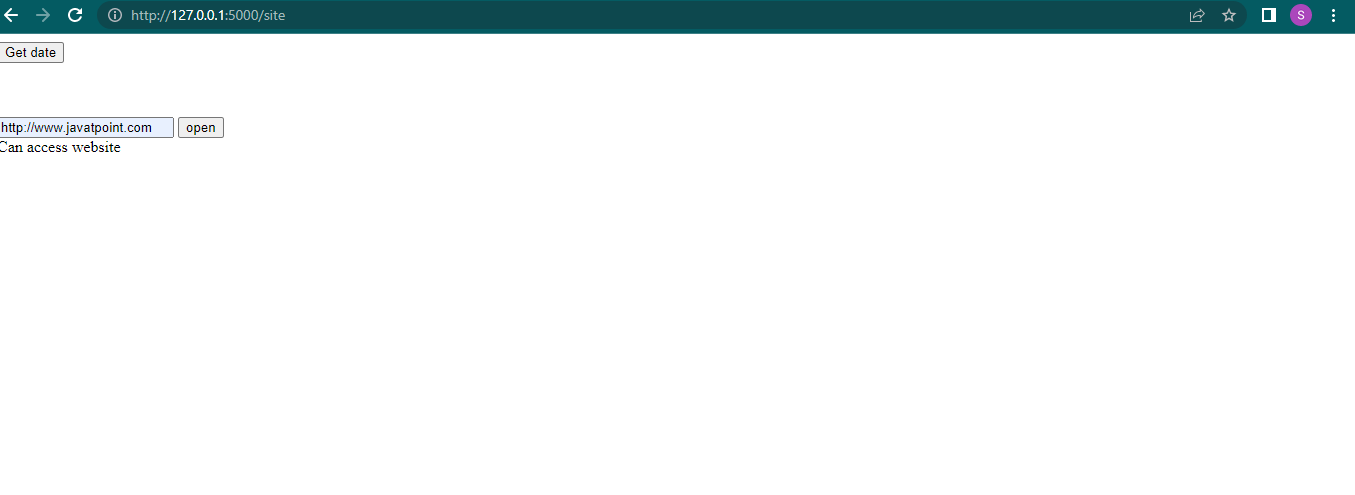 http://127.0.0.1:5000/site
S
Get date
http://www.javatpoint.com open
Can access website